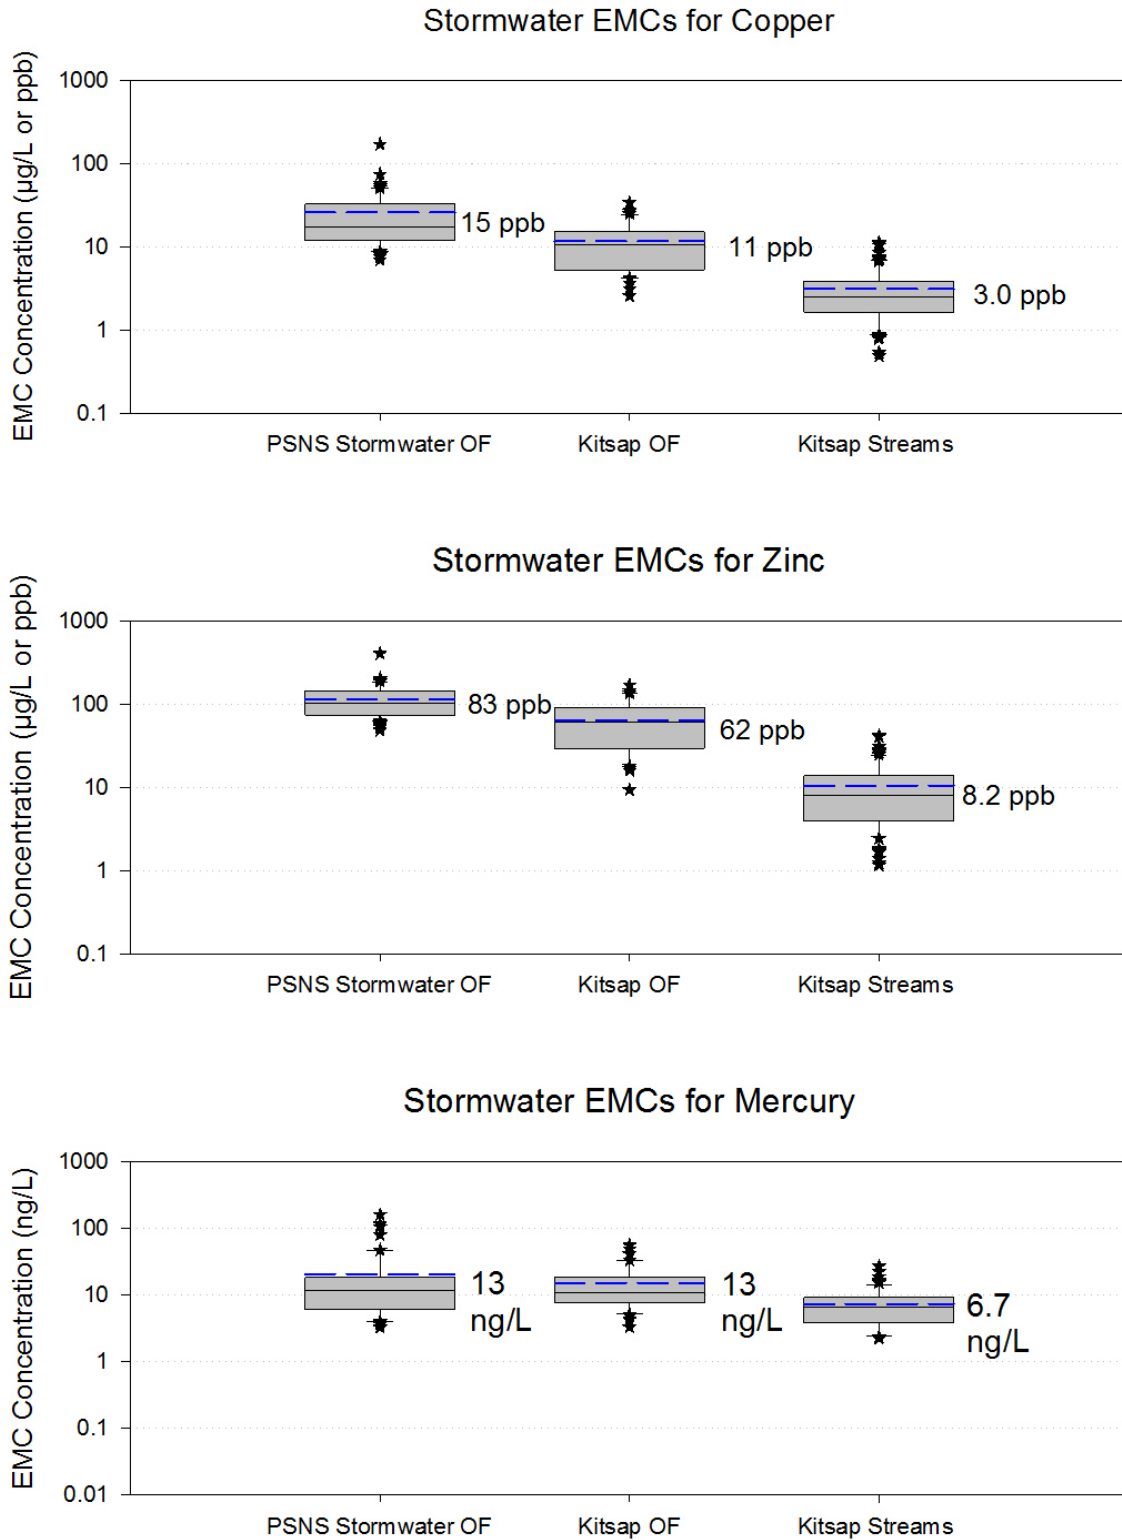 Stormwater EMCs for Copper
EMC Concentration (µg/L or ppb)
1000
100
10
1
0.1
15 ppb
11 ppb
3.0 ppb
PSNS Stormwater OF
Kitsap OF
Kitsap Streams
Stormwater EMCs for Zinc
EMC Concentration (µg/L or ppb)
1000
100
10
1
0.1
83 ppb
62 ppb
8.2 ppb
PSNS Stormwater OF
Kitsap OF
Kitsap Streams
Stormwater EMCs for Mercury
EMC Concentration (ng/L)
1000
100
10
1
0.1
0.01
13
ng/L
13
ng/L
6.7
ng/L
PSNS Stormwater OF
Kitsap OF
Kitsap Streams